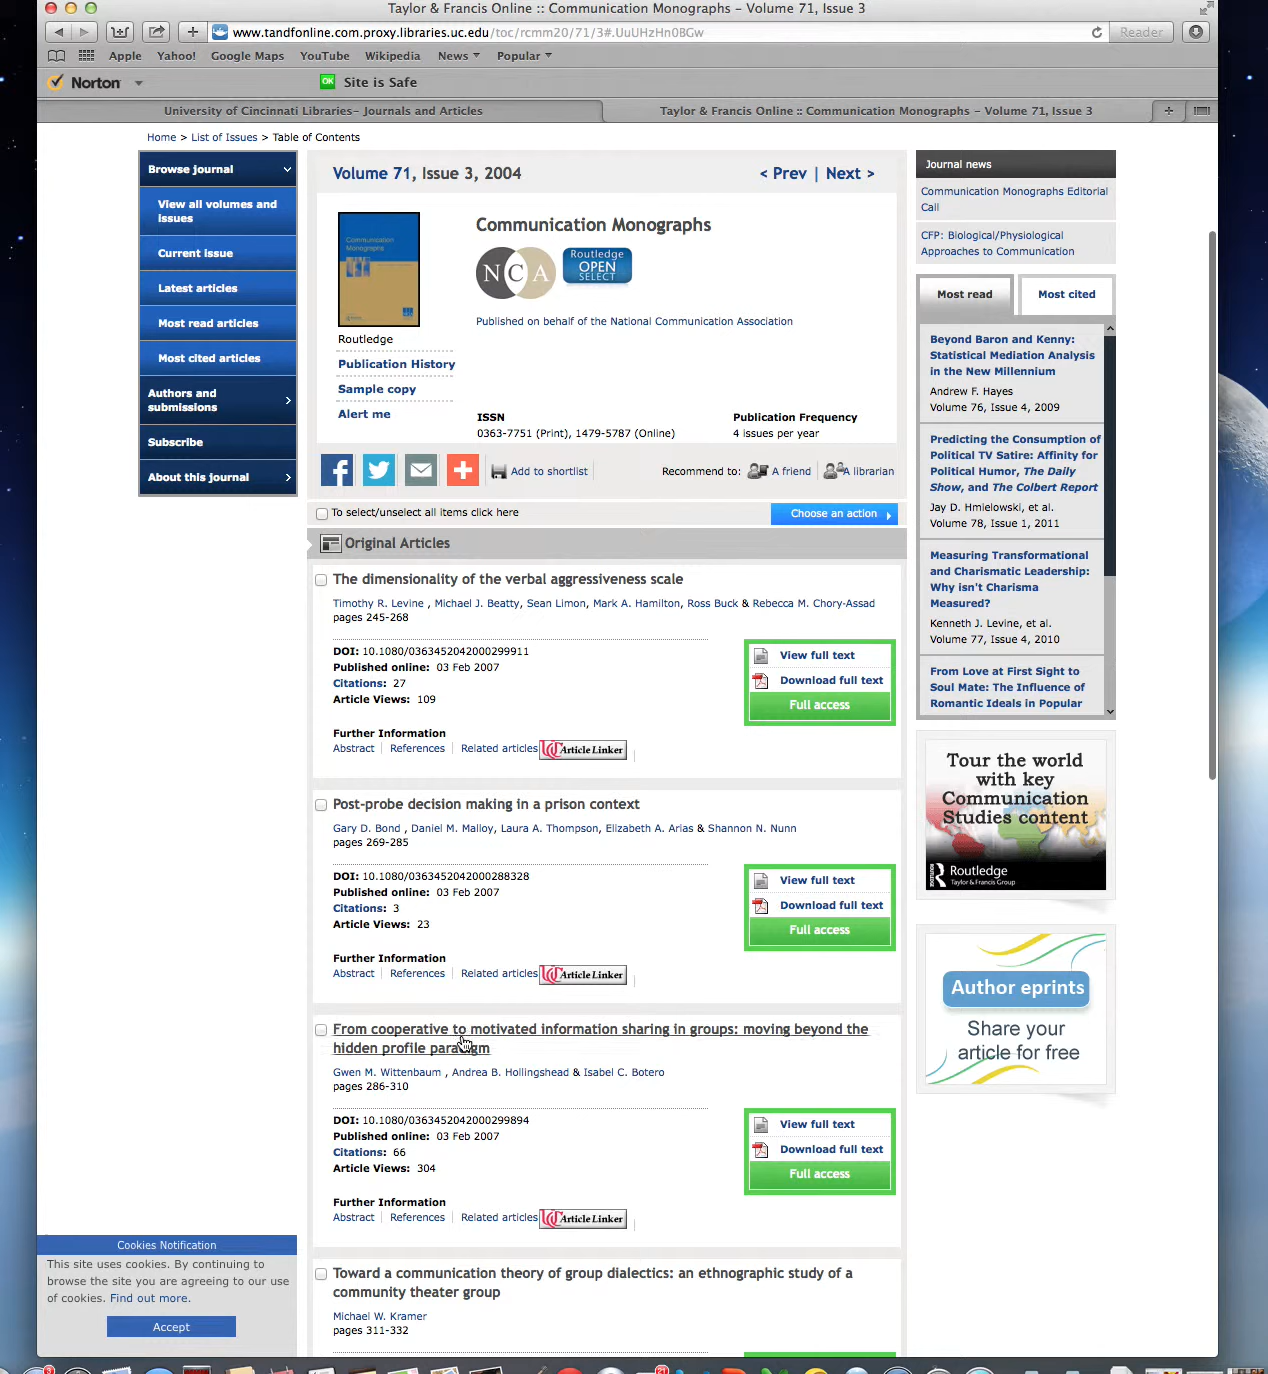 Taylor & Francis Online :: Communication Monographs – Volume 71, Issue 3
www.tandfonline.com.proxy.libraries.uc.edu/toc/rcmm20/71/3#.UuUHzHn0BGw
Reader
Apple Yahoo! Google Maps YouTube Wikipedia News Popular
Norton
OK Site is Safe
University of Cincinnati Libraries– Journals and Articles
Taylor & Francis Online :: Communication Monographs – Volume 71, Issue 3
Home > List of Issues > Table of Contents
Browse journal
View all volumes and
issues
Current issue
Latest articles
Most read articles
Most cited articles
Authors and
submissions
Subscribe
About this journal
Volume 71, Issue 3, 2004
< Prev | Next >
Communication
Monographs
Routledge
Publication History
Sample copy
Alert me
Communication Monographs
NCA
Routledge
OPEN
SELECT
Published on behalf of the National Communication Association
ISSN
0363-7751 (Print), 1479-5787 (Online)
Publication Frequency
4 issues per year
Add to shortlist
Recommend to: A friend A librarian
To select/unselect all items click here
Choose an action
Original Articles
The dimensionality of the verbal aggressiveness scale
Timothy R. Levine , Michael J. Beatty, Sean Limon, Mark A. Hamilton, Ross Buck & Rebecca M. Chory-Assad
pages 245-268
DOI: 10.1080/0363452042000299911
Published online: 03 Feb 2007
Citations: 27
Article Views: 109
View full text
Download full text
Full access
Further Information
Abstract References Related articles UC Article Linker
Post-probe decision making in a prison context
Gary D. Bond , Daniel M. Malloy, Laura A. Thompson, Elizabeth A. Arias & Shannon N. Nunn
pages 269-285
DOI: 10.1080/0363452042000288328
Published online: 03 Feb 2007
Citations: 3
Article Views: 23
View full text
Download full text
Full access
Further Information
Abstract References Related articles UC Article Linker
From cooperative to motivated information sharing in groups: moving beyond the
hidden profile paradigm
Gwen M. Wittenbaum , Andrea B. Hollingshead & Isabel C. Botero
pages 286-310
DOI: 10.1080/0363452042000299894
Published online: 03 Feb 2007
Citations: 66
Article Views: 304
View full text
Download full text
Full access
Further Information
Abstract References Related articles UC Article Linker
Toward a communication theory of group dialectics: an ethnographic study of a
community theater group
Michael W. Kramer
pages 311-332
Journal news
Communication Monographs Editorial
Call
CFP: Biological/Physiological
Approaches to Communication
Most read
Most cited
Beyond Baron and Kenny:
Statistical Mediation Analysis
in the New Millennium
Andrew F. Hayes
Volume 76, Issue 4, 2009
Predicting the Consumption of
Political TV Satire: Affinity for
Political Humor, The Daily
Show, and The Colbert Report
Jay D. Hmielowski, et al.
Volume 78, Issue 1, 2011
Measuring Transformational
and Charismatic Leadership:
Why isn't Charisma
Measured?
Kenneth J. Levine, et al.
Volume 77, Issue 4, 2010
From Love at First Sight to
Soul Mate: The Influence of
Romantic Ideals in Popular
Tour the world
with key
Communication
Studies content
Routledge
Taylor & Francis Group
Author eprints
Share your
article for free
Cookies Notification
This site uses cookies. By continuing to
browse the site you are agreeing to our use
of cookies. Find out more.
Accept
21